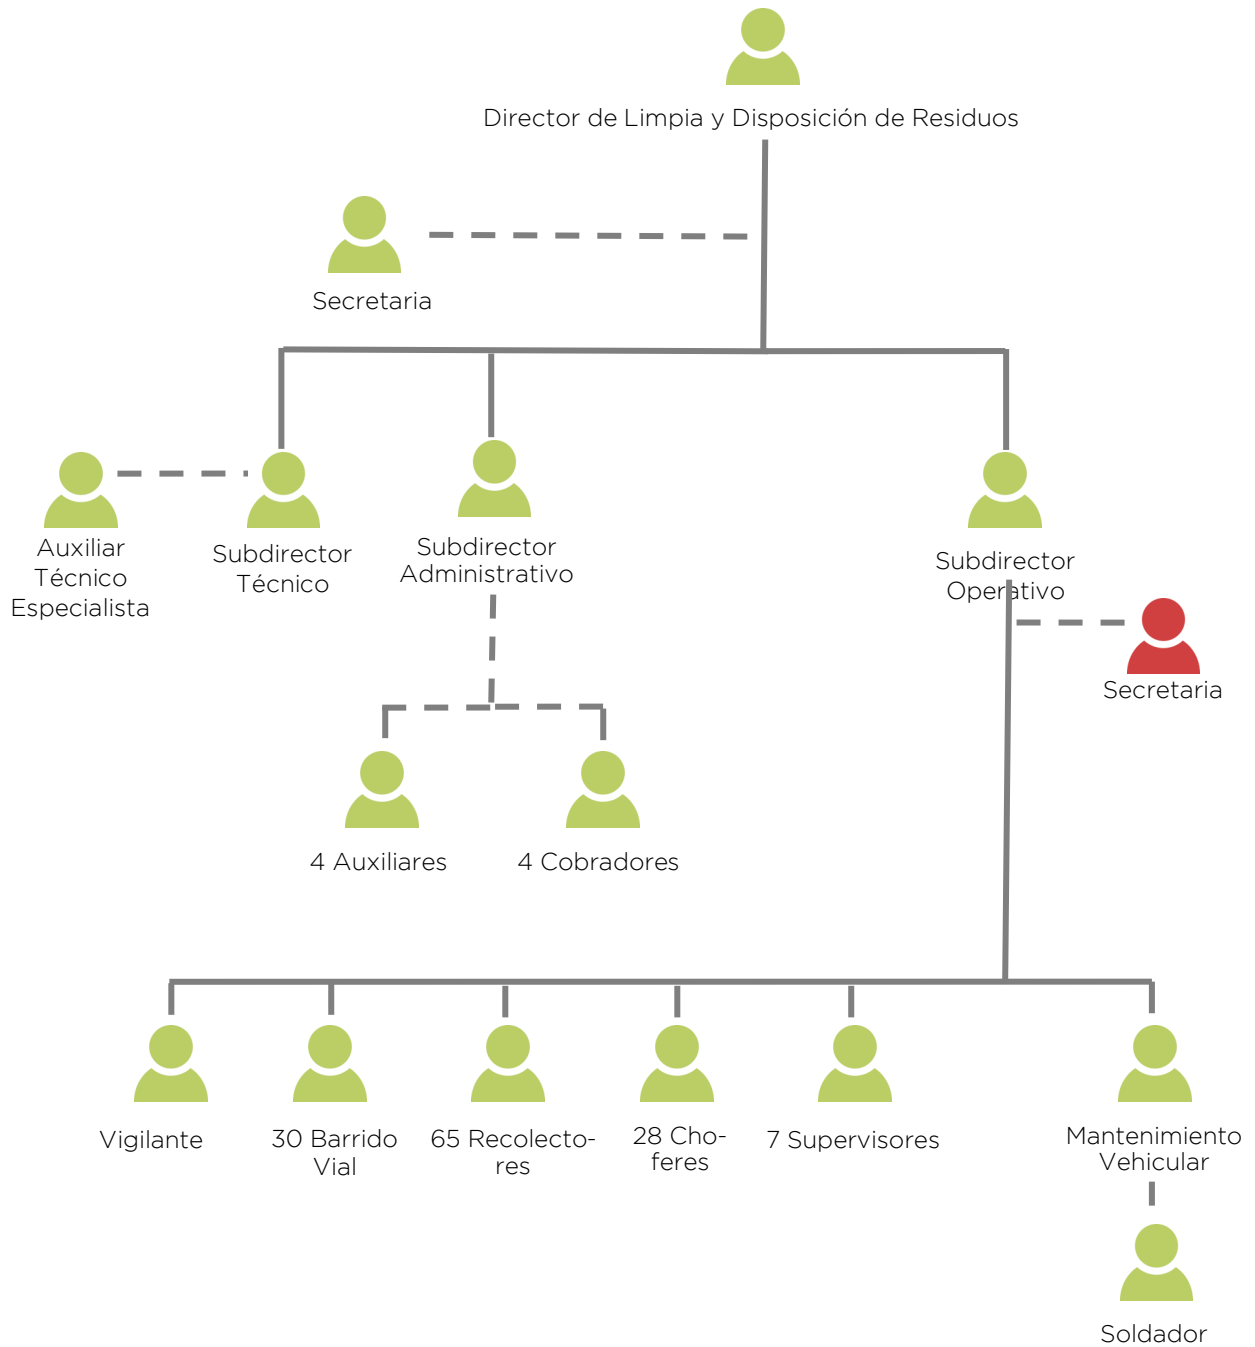 Director de Limpia y Disposición de Residuos
Secretaria
Auxiliar
Técnico
Especialista
Subdirector
Técnico
Subdirector
Administrativo
Subdirector
Operativo
Secretaria
4 Auxiliares
4 Cobradores
Vigilante
30 Barrido
Vial
65 Recolecto-
res
28 Cho-
feres
7 Supervisores
Mantenimiento
Vehicular
Soldador